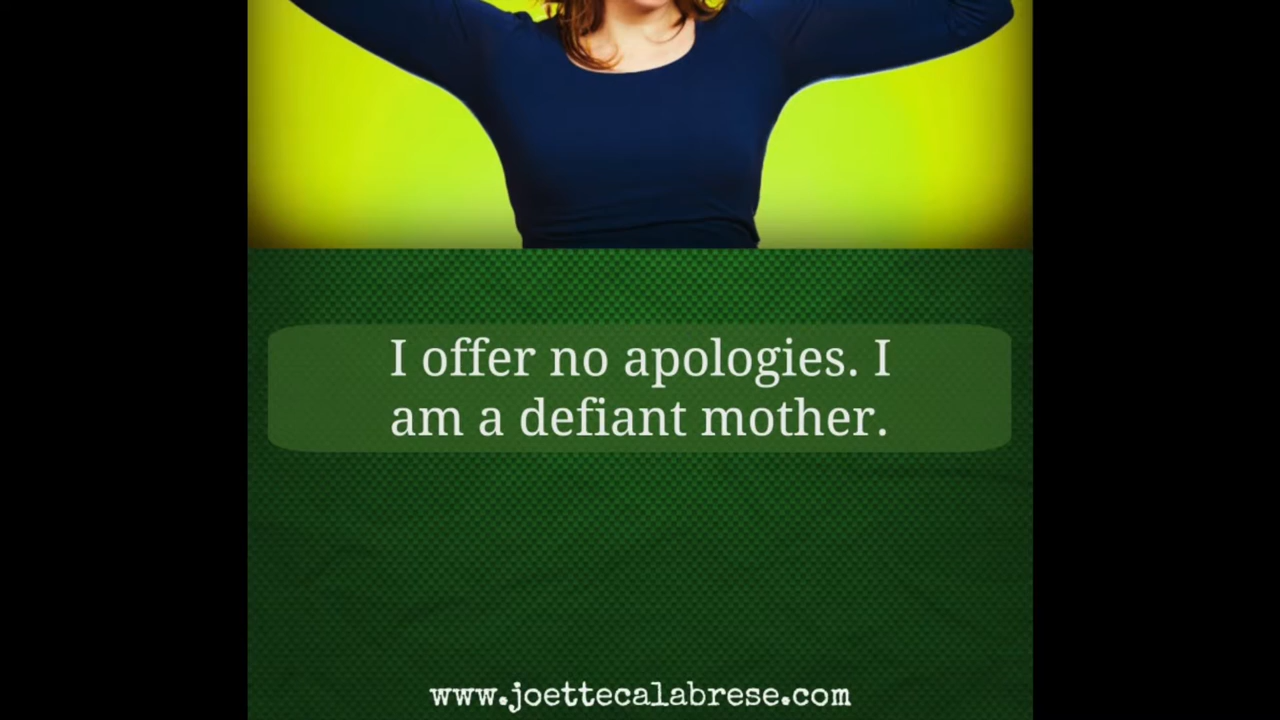 I offer no apologies. I
am a defiant mother.
www.joettecalabrese.com